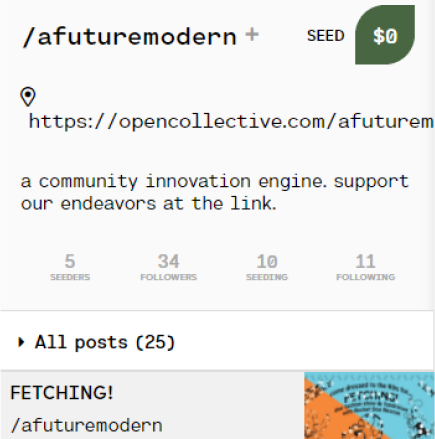 /afuturemodern +
SEED
$0
https://opencollective.com/afuturem
a community innovation engine. support
our endeavors at the link.
5 34 10 11
SEEDERS FOLLOWERS SEEDING FOLLOWING
All posts (25)
FETCHING!
/afuturemodern
FETCHING!